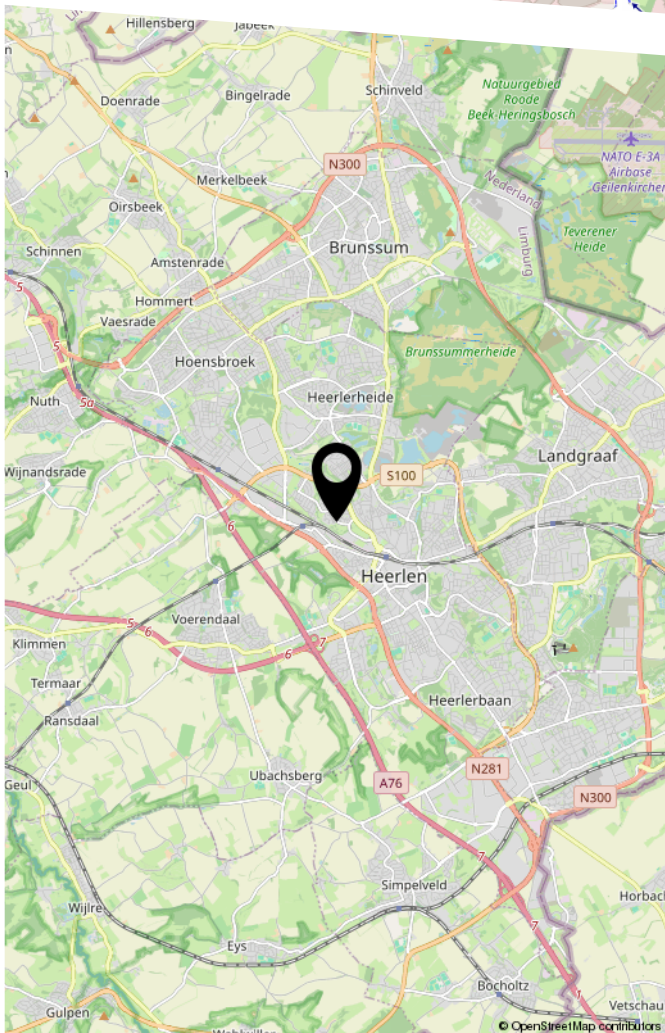 Hillensberg
Jabeek
Schinveld
Doenrade
Bingelrade
Natuurgebied
Roode
Beek-Heringsbosch
NATO E-3A
Airbase
Geilenkirchen
N300
Merkelbeek
Nederland
Limburg
Oirsbeek
Teverener
Heide
Schinnen
Brunssum
Amstenrade
5
Hommert
Vaesrade
5
Hoensbroek
Brunssummerheide
Nuth
5a
Heerlerheide
Landgraaf
Wijnandsrade
S100
6
Heerlen
5
6
Voerendaal
7
6
Klimmen
Termaar
Ransdaal
Heerlerbaan
N281
Ubachsberg
A76
N300
Geul
7
Simpelveld
Wijlre
7
Eys
Bocholtz
1
Gulpen
© OpenStreetMap contributors